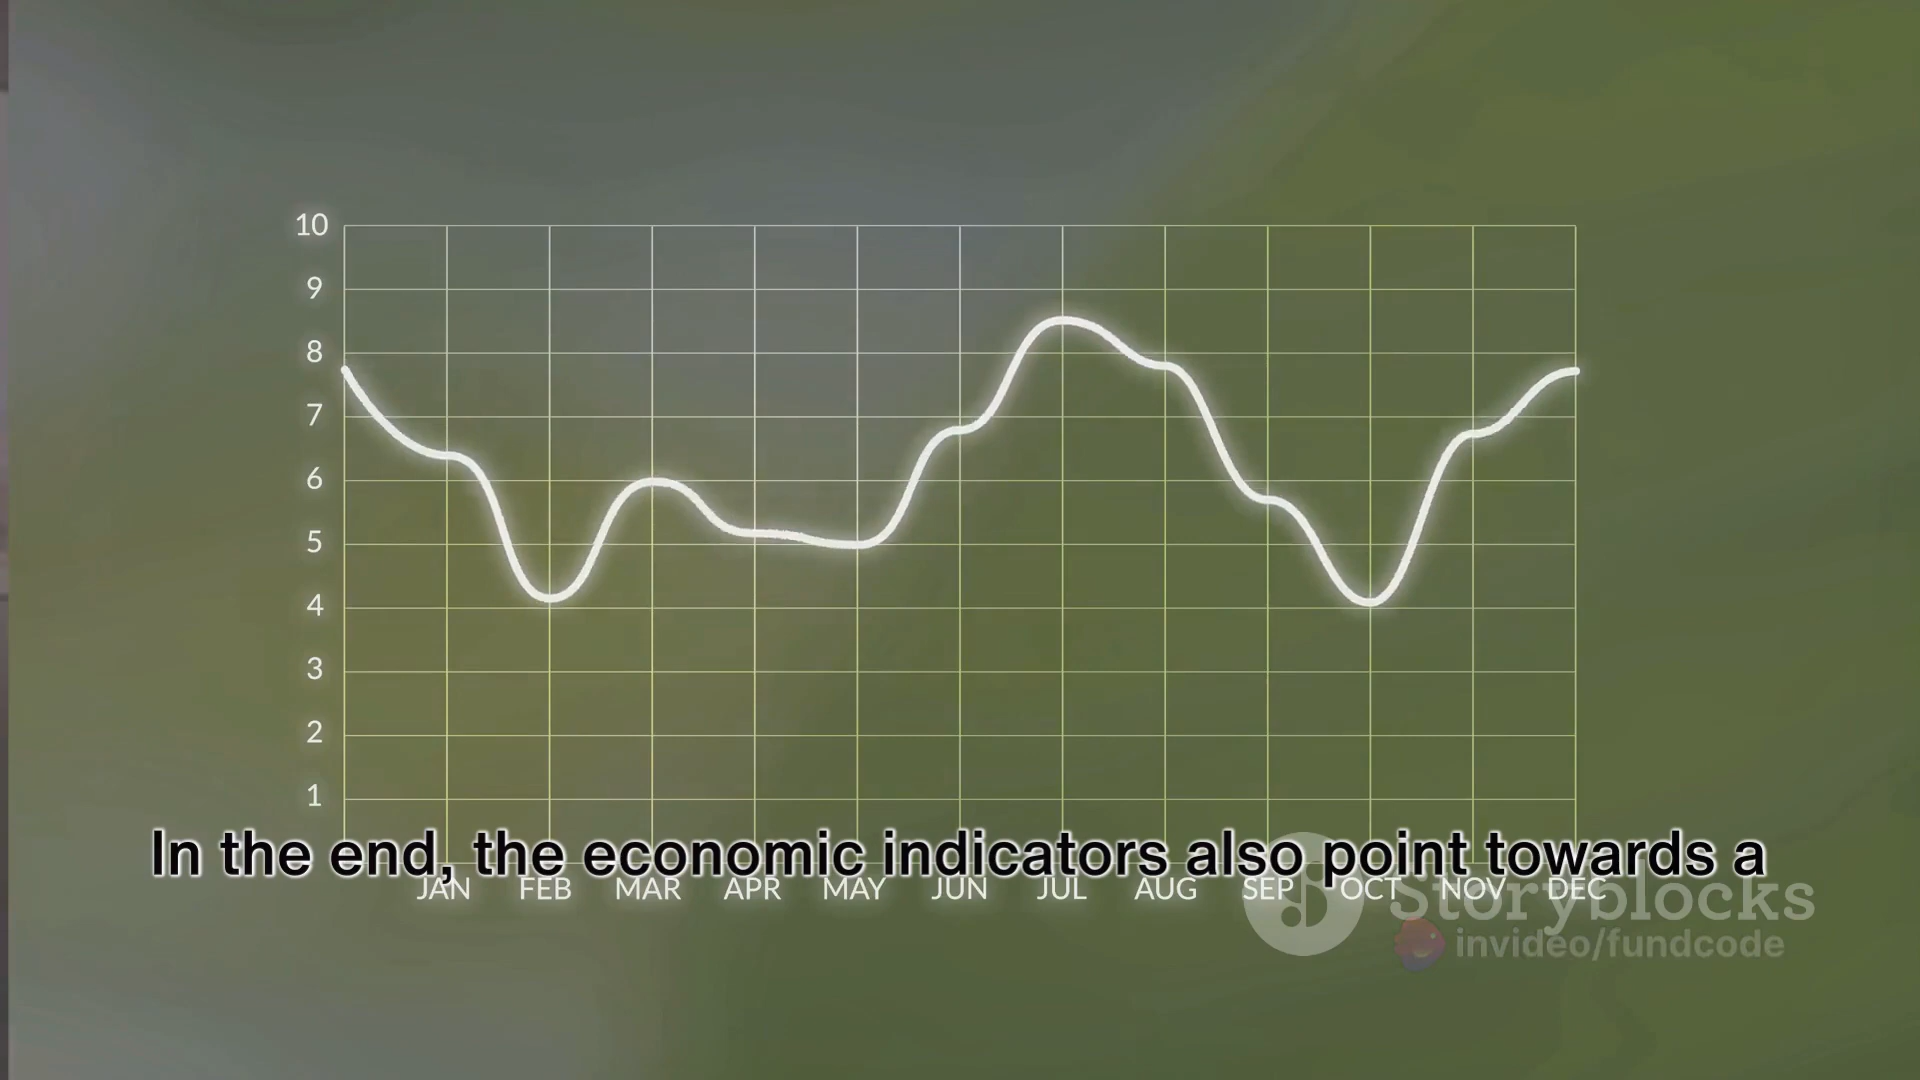 10
9
8
7
6
5
4
3
2
1
In the end, the economic indicators also point towards a
JAN FEB MAR APR MAY JUN JUL AUG SEP OCT NOV DEC
Storyblocks
invideo/fundcode